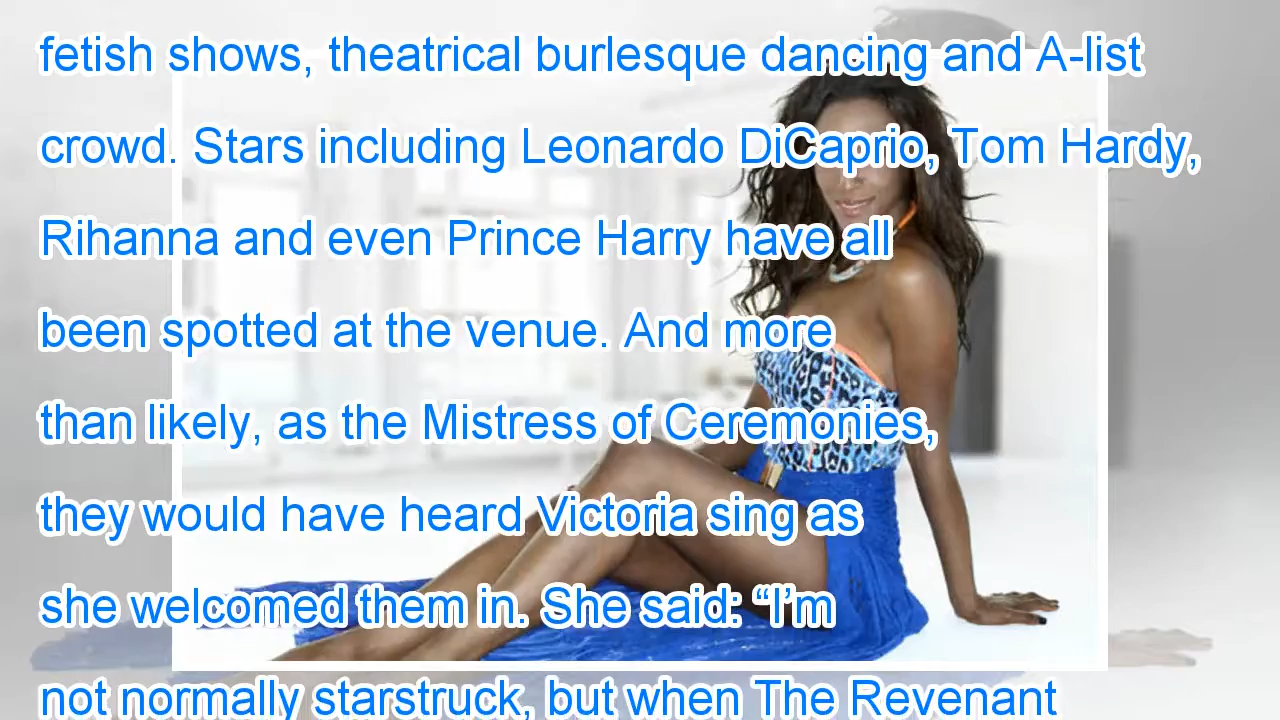 fetish shows, theatrical burlesque dancing and A-list
crowd. Stars including Leonardo DiCaprio, Tom Hardy,
Rihanna and even Prince Harry have all
been spotted at the venue. And more
than likely, as the Mistress of Ceremonies,
they would have heard Victoria sing as
she welcomed them in. She said: “I’m
not normally starstruck, but when The Revenant